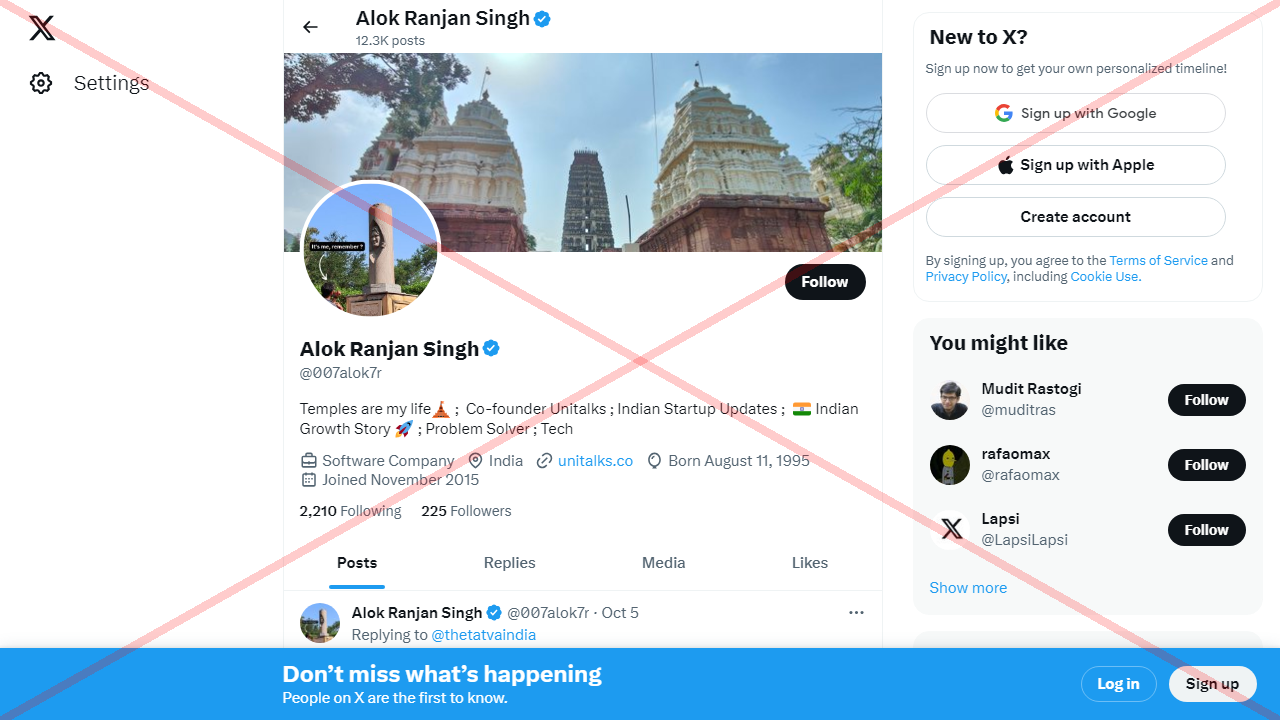 Alok Ranjan Singh
12.3K posts
Settings
It's me, remember ?
Follow
Alok Ranjan Singh
@007alok7r
Temples are my life🛕 ; Co-founder Unitalks ; Indian Startup Updates ; 🇮🇳 Indian
Growth Story 🚀 ; Problem Solver ; Tech
Software Company India unitalks.co Born August 11, 1995
Joined November 2015
2,210 Following 225 Followers
Posts Replies Media Likes
Alok Ranjan Singh @007alok7r · Oct 5
Replying to @thetatvaindia
New to X?
Sign up now to get your own personalized timeline!
Sign up with Google
Sign up with Apple
Create account
By signing up, you agree to the Terms of Service and
Privacy Policy, including Cookie Use.
You might like
Mudit Rastogi
@muditras
Follow
rafaomax
@rafaomax
Follow
Lapsi
@LapsiLapsi
Follow
Show more
Don’t miss what’s happening
People on X are the first to know.
Log in
Sign up